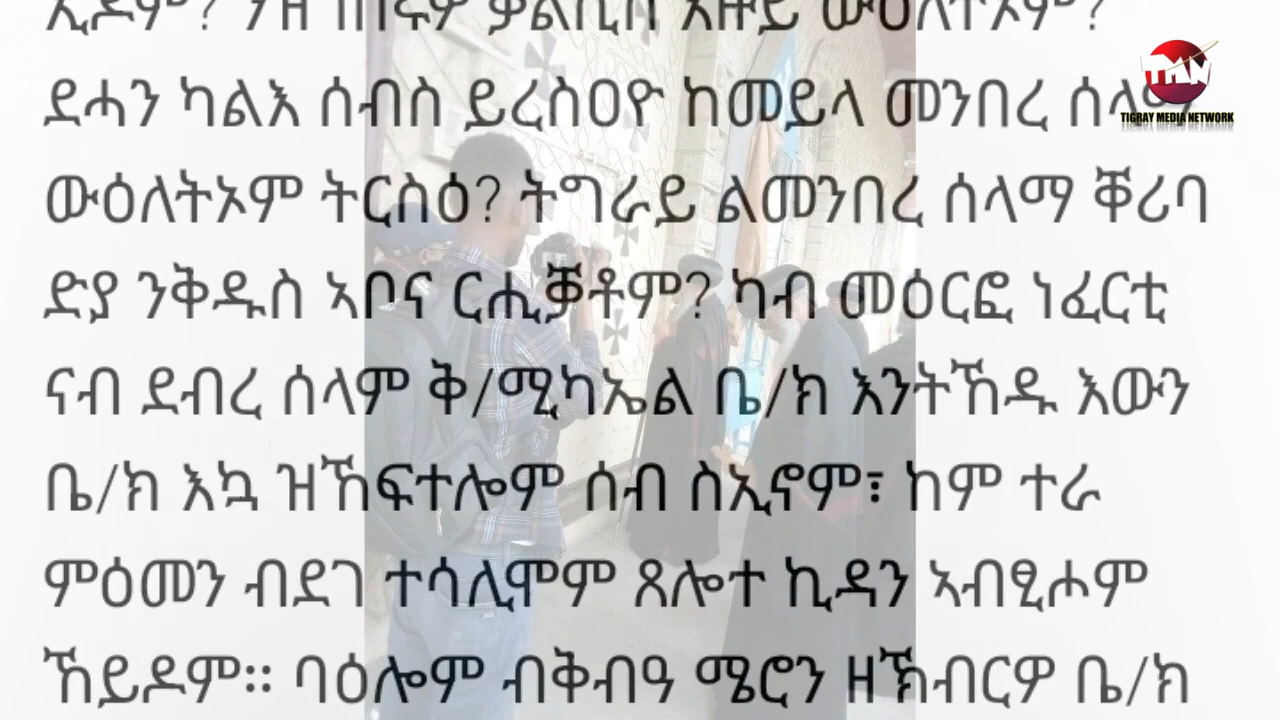 ደሓን ካልእ ሰብስ ይረስዐዮ ከመይላ መንበረ ሰላማ
ውዕለትኦም ትርስዕ? ትግራይ ልመንበረ ሰላማ ቐሪባ
ድያ ንቅዱስ ኣቦና ርሒቓቶም? ካብ መዕርፎ ነፈርቲ
ናብ ደብረ ሰላም ቅ/ሚካኤል ቤ/ክ እንትኸዱ እውን
ቤ/ክ እኳ ዝኸፍተሎም ሰብ ስኢኖም፣ ከም ተራ
ምዕመን ብደገ ተሳሊሞም ጸሎተ ኪዳን ኣብፂሖም
ኸይዶም። ባዕሎም ብቅብዓ ሜሮን ዘኽብርዎ ቤ/ክ
TMN
TIGRAY MEDIA NETWORK